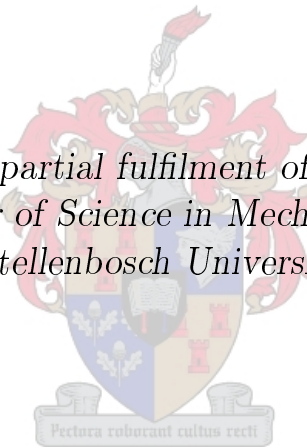 partial fulfilment of
of Science in Mech
tellenbosch Univers
Pectora roborant cultus recti